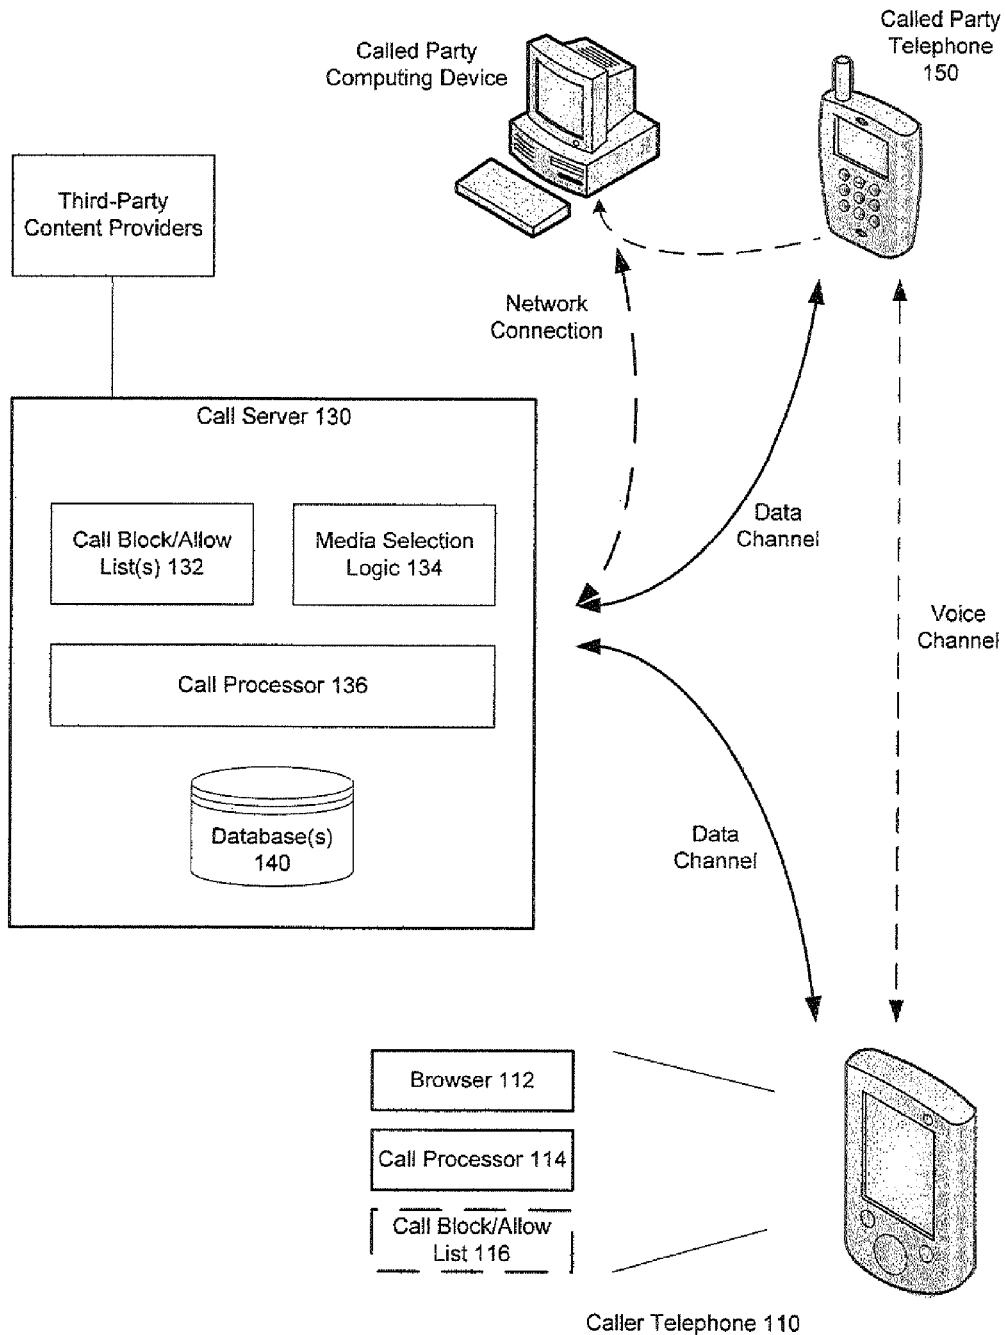 Called Party
Computing Device
Called Party
Telephone
150
Third-Party
Content Providers
Network
Connection
Call Server 130
Call Block/Allow
List(s) 132
Media Selection
Logic 134
Data
Channel
Voice
Channel
Call Processor 136
Database(s)
140
Data
Channel
Browser 112
Call Processor 114
Call Block/Allow
List 116
Caller Telephone 110